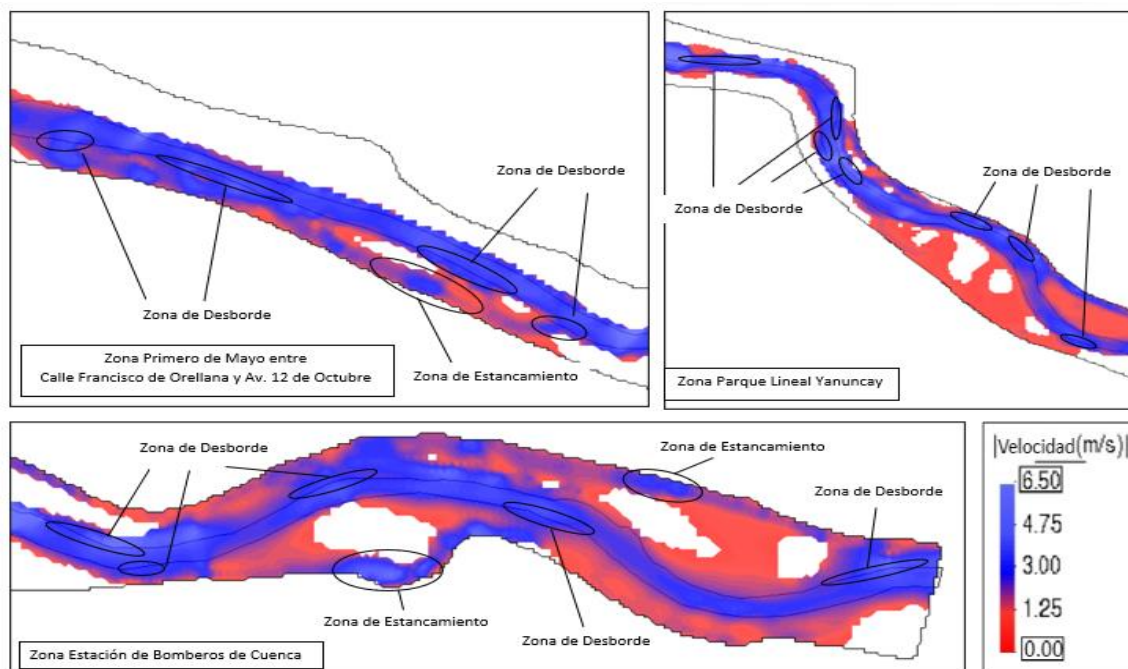 Zona de Desborde
Zona de Desborde
Zona de Estancamiento
Zona Primero de Mayo entre
Calle Francisco de Orellana y Av. 12 de Octubre
Zona de Desborde
Zona de Desborde
Zona Parque Lineal Yanuncay
Zona de Desborde
Zona de Estancamiento
Zona de Desborde
Zona de Estancamiento
Zona de Desborde
Zona Estación de Bomberos de Cuenca
|Velocidad(m/s)|
6.50
4.75
3.00
1.25
0.00